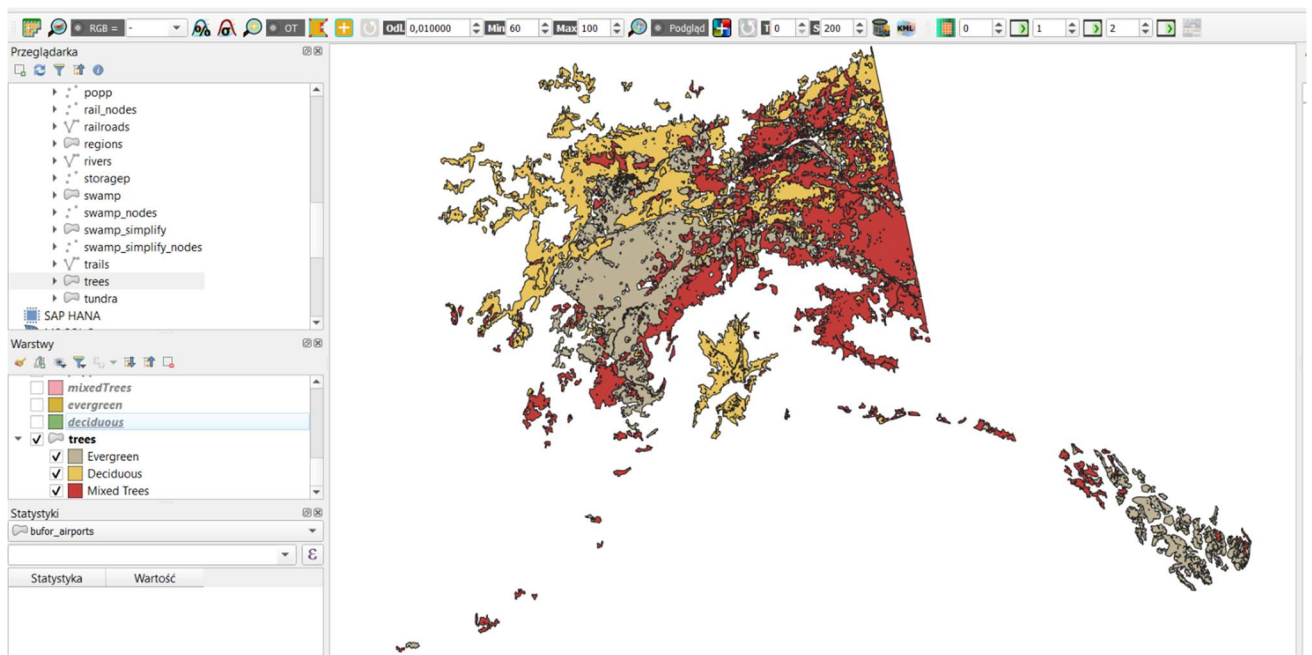 RGB = - OT Odl. 0,010000 Min 60 Max 100 Podgląd T 0 S 200 KML 0 1 2
Przeglądarka
popp
rail_nodes
railroads
regions
rivers
storagep
swamp
swamp_nodes
swamp_simplify
swamp_simplify_nodes
trails
trees
tundra
SAP HANA
Warstwy
mixedTrees
evergreen
deciduous
trees
Evergreen
Deciduous
Mixed Trees
Statystyki
bufor_airports
ε
Statystyka Wartość